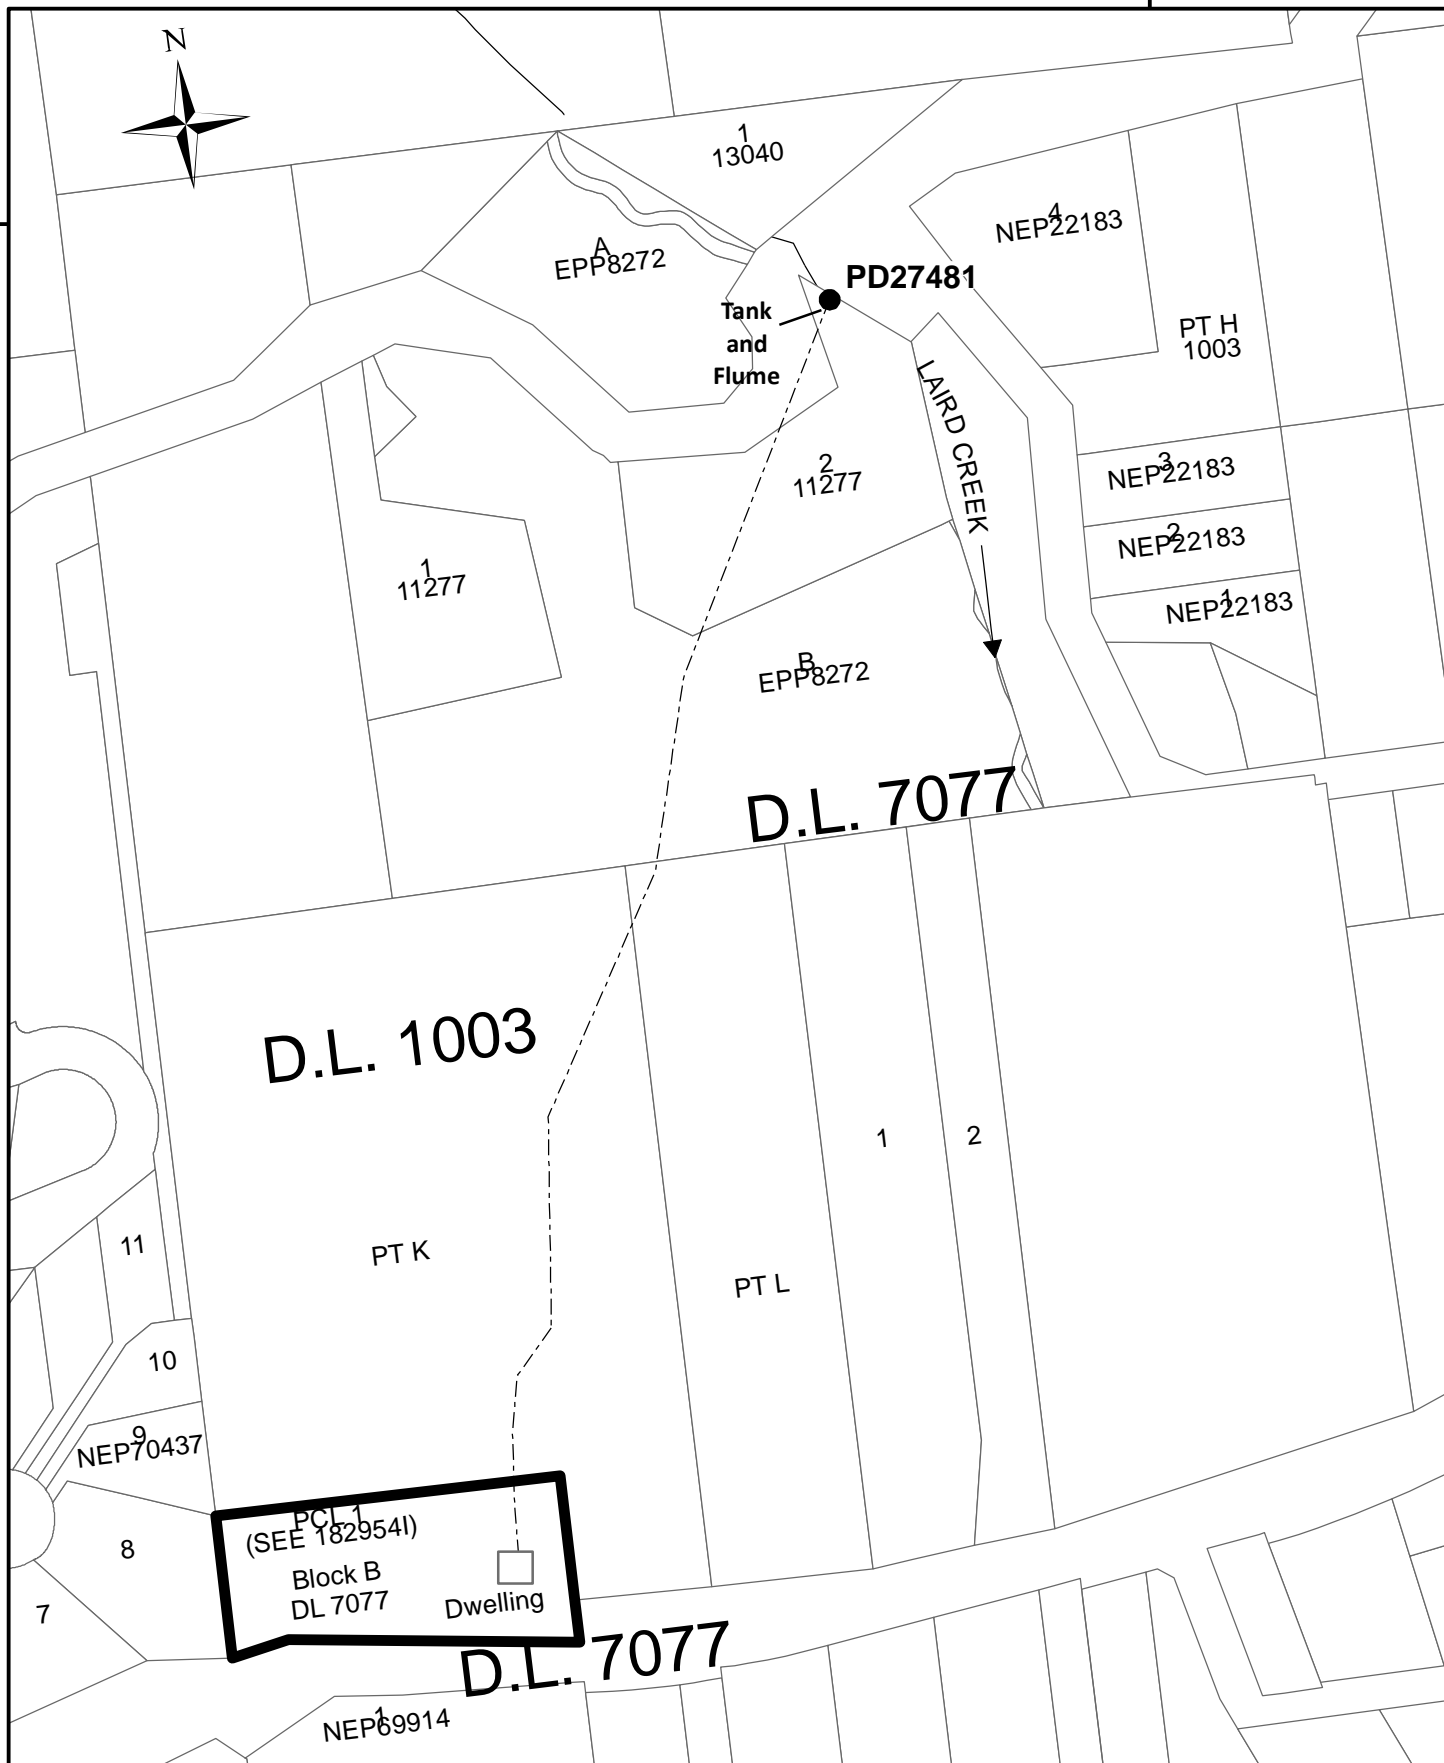 N
1
13040
4
NEP22183
A
EPP8272
PD27481
Tank
and
Flume
PT H
1003
LAIRD CREEK
2
11277
3
NEP22183
2
NEP22183
1
NEP22183
1
11277
B
EPP8272
D.L. 7077
D.L. 1003
1
2
11
PT K
PT L
10
9
NEP70437
PCL 1
(SEE 182954I)
8
Block B
DL 7077
Dwelling
7
D.L. 7077
1
NEP69914